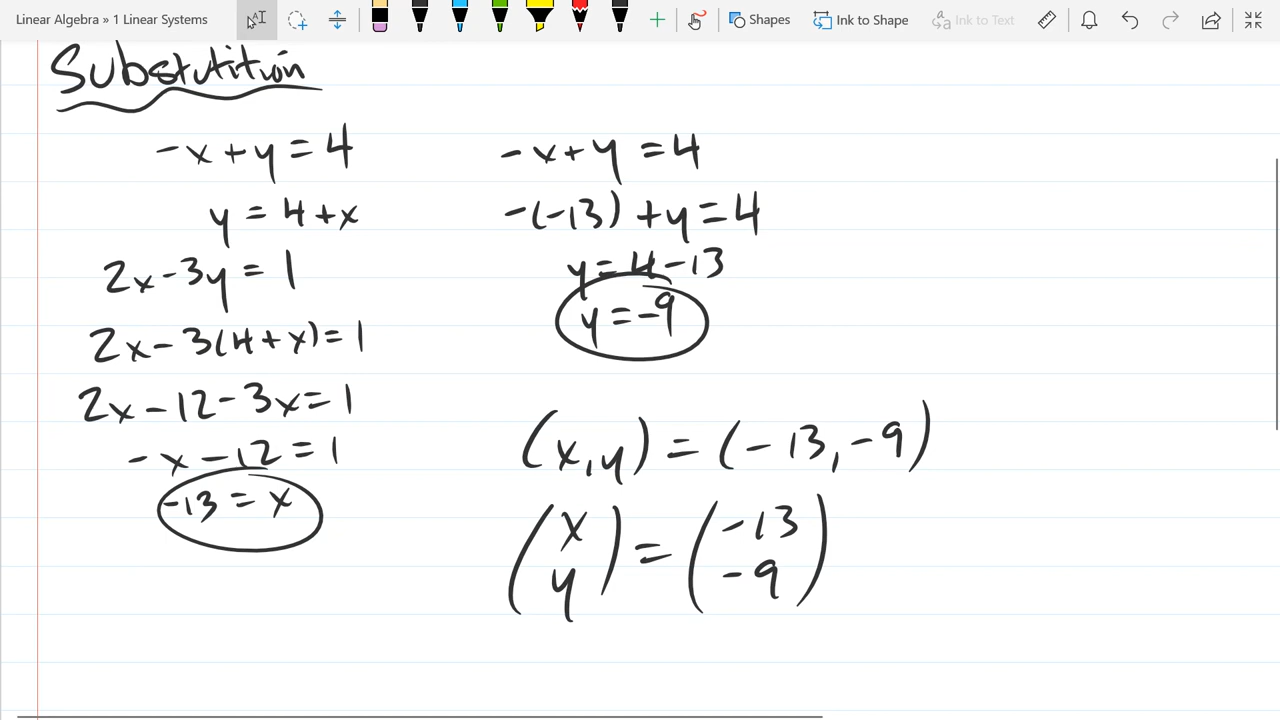 Linear Algebra » 1 Linear Systems
Shapes
Ink to Shape
Ink to Text
Substutition
-x+y=4
y=4+x
2x-3y=1
2x-3(4+x)=1
2x-12-3x=1
-x-12=1
-13=x
-x+y=4
-(-13)+y=4
y=4-13
y=-9
(x,y)=(-13,-9)
(x y)=(-13 -9)